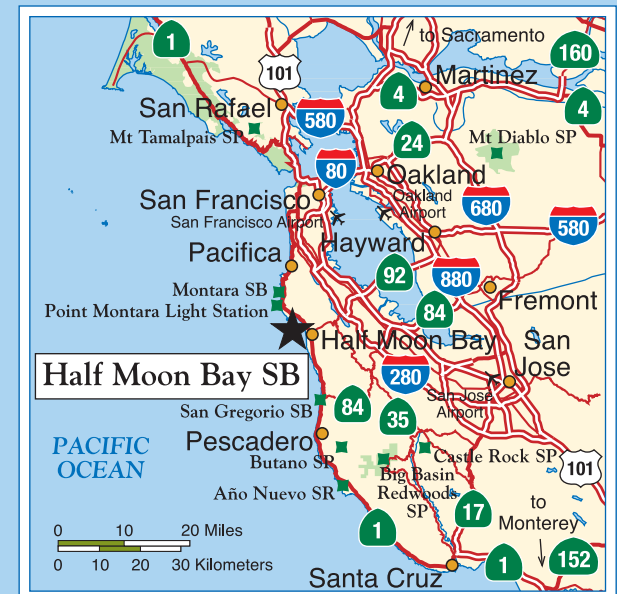 1
to Sacramento
160
101
Martinez
4
San Rafael
580
4
Mt Tamalpais SP
24
Mt Diablo SP
80
Oakland
Oakland
Airport
San Francisco
680
San Francisco Airport
580
Hayward
Pacifica
92
880
Montara SB
Fremont
Point Montara Light Station
84
Half Moon Bay
San
Jose
Half Moon Bay SB
280
San Jose
Airport
San Gregorio SB
84
35
Pescadero
PACIFIC
OCEAN
Butano SP
Castle Rock SP
101
Big Basin
Redwoods
SP
Año Nuevo SR
17
to
Monterey
1
0 10 20 Miles
0 10 20 30 Kilometers
1
152
Santa Cruz